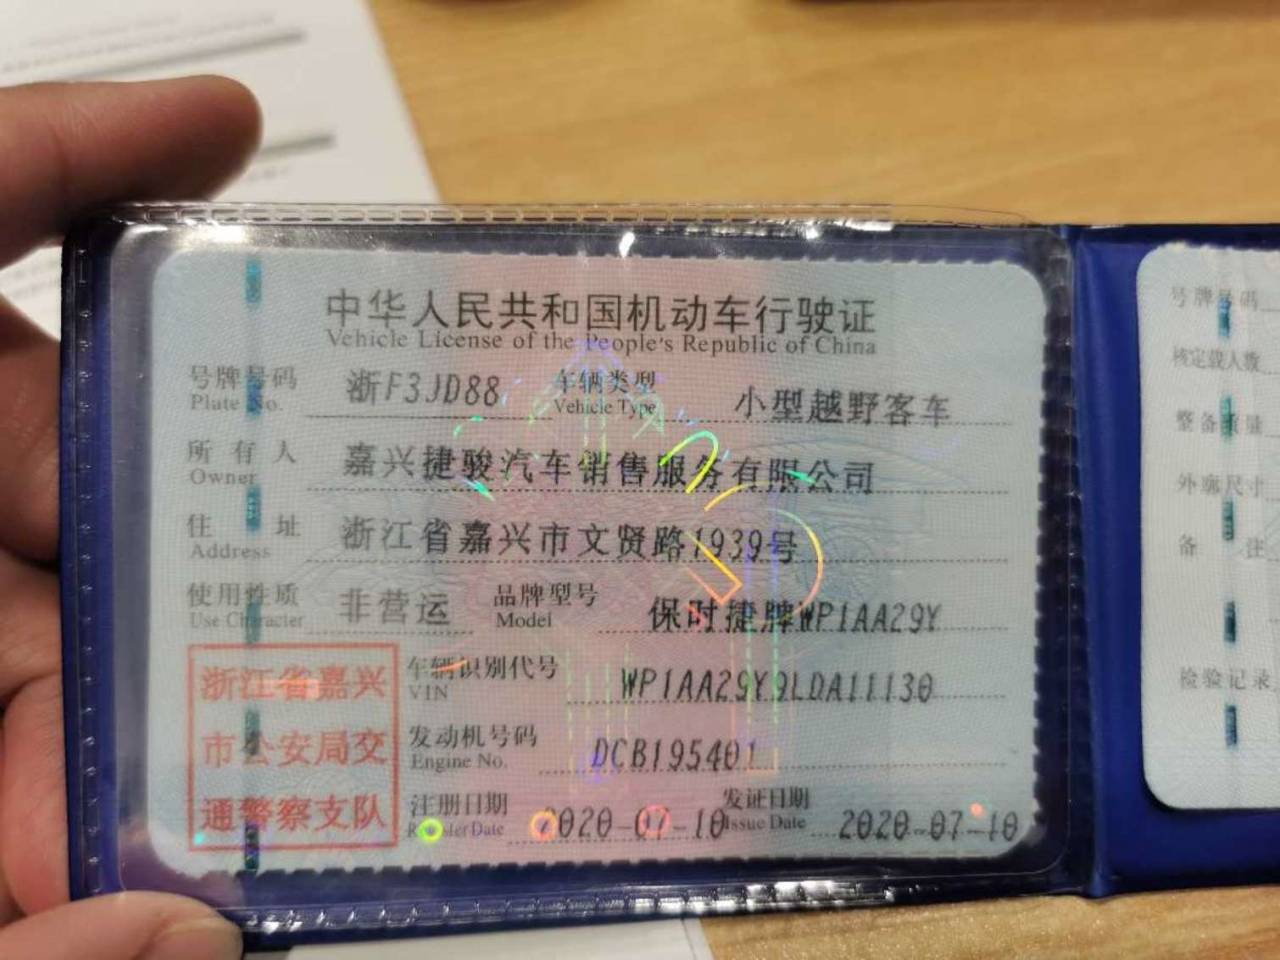 中华人民共和国机动车行驶证
Vehicle License of the People's Republic of China
号牌号码 浙F3JD88 车辆类型 小型越野客车
Plate No. Vehicle Type
所有人 嘉兴捷骏汽车销售服务有限公司
Owner
住址 浙江省嘉兴市文贤路1939号
Address
使用性质 非营运 品牌型号 保时捷牌WP1AA29Y
Use Character Model
浙江省嘉兴
市公安局交
通警察支队
车辆识别代号 WP1AA29Y9LDA11130
VIN
发动机号码 DCB195401
Engine No.
注册日期 2020-07-10 发证日期 2020-07-10
Register Date Issue Date
号牌号码
核定载人数
整备质量
外廓尺寸
备注
检验记录